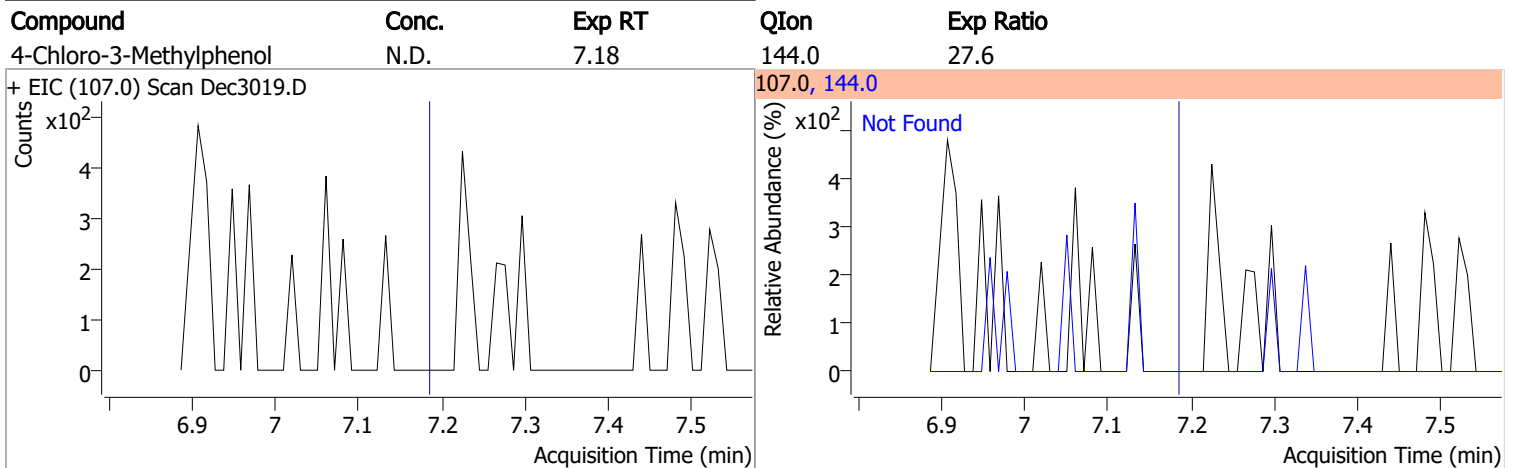 Compound Conc. Exp RT QIon Exp Ratio
4-Chloro-3-Methylphenol N.D. 7.18 144.0 27.6
+ EIC (107.0) Scan Dec3019.D
Counts
x10²
4
3
2
1
0
6.9 7 7.1 7.2 7.3 7.4 7.5
Acquisition Time (min)
107.0, 144.0
Relative Abundance (%)
x10²
Not Found
4
3
2
1
0
6.9 7 7.1 7.2 7.3 7.4 7.5
Acquisition Time (min)